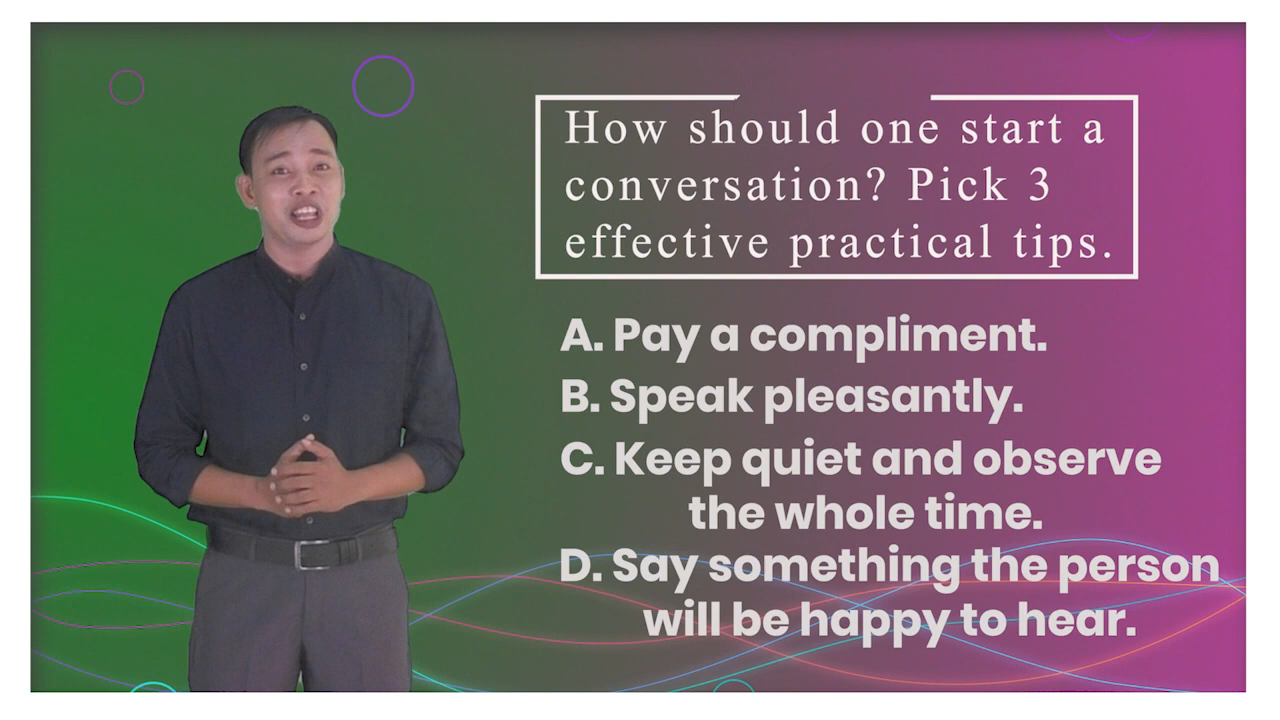 How should one start a
conversation? Pick 3
effective practical tips.
A. Pay a compliment.
B. Speak pleasantly.
C. Keep quiet and observe
the whole time.
D. Say something the person
will be happy to hear.